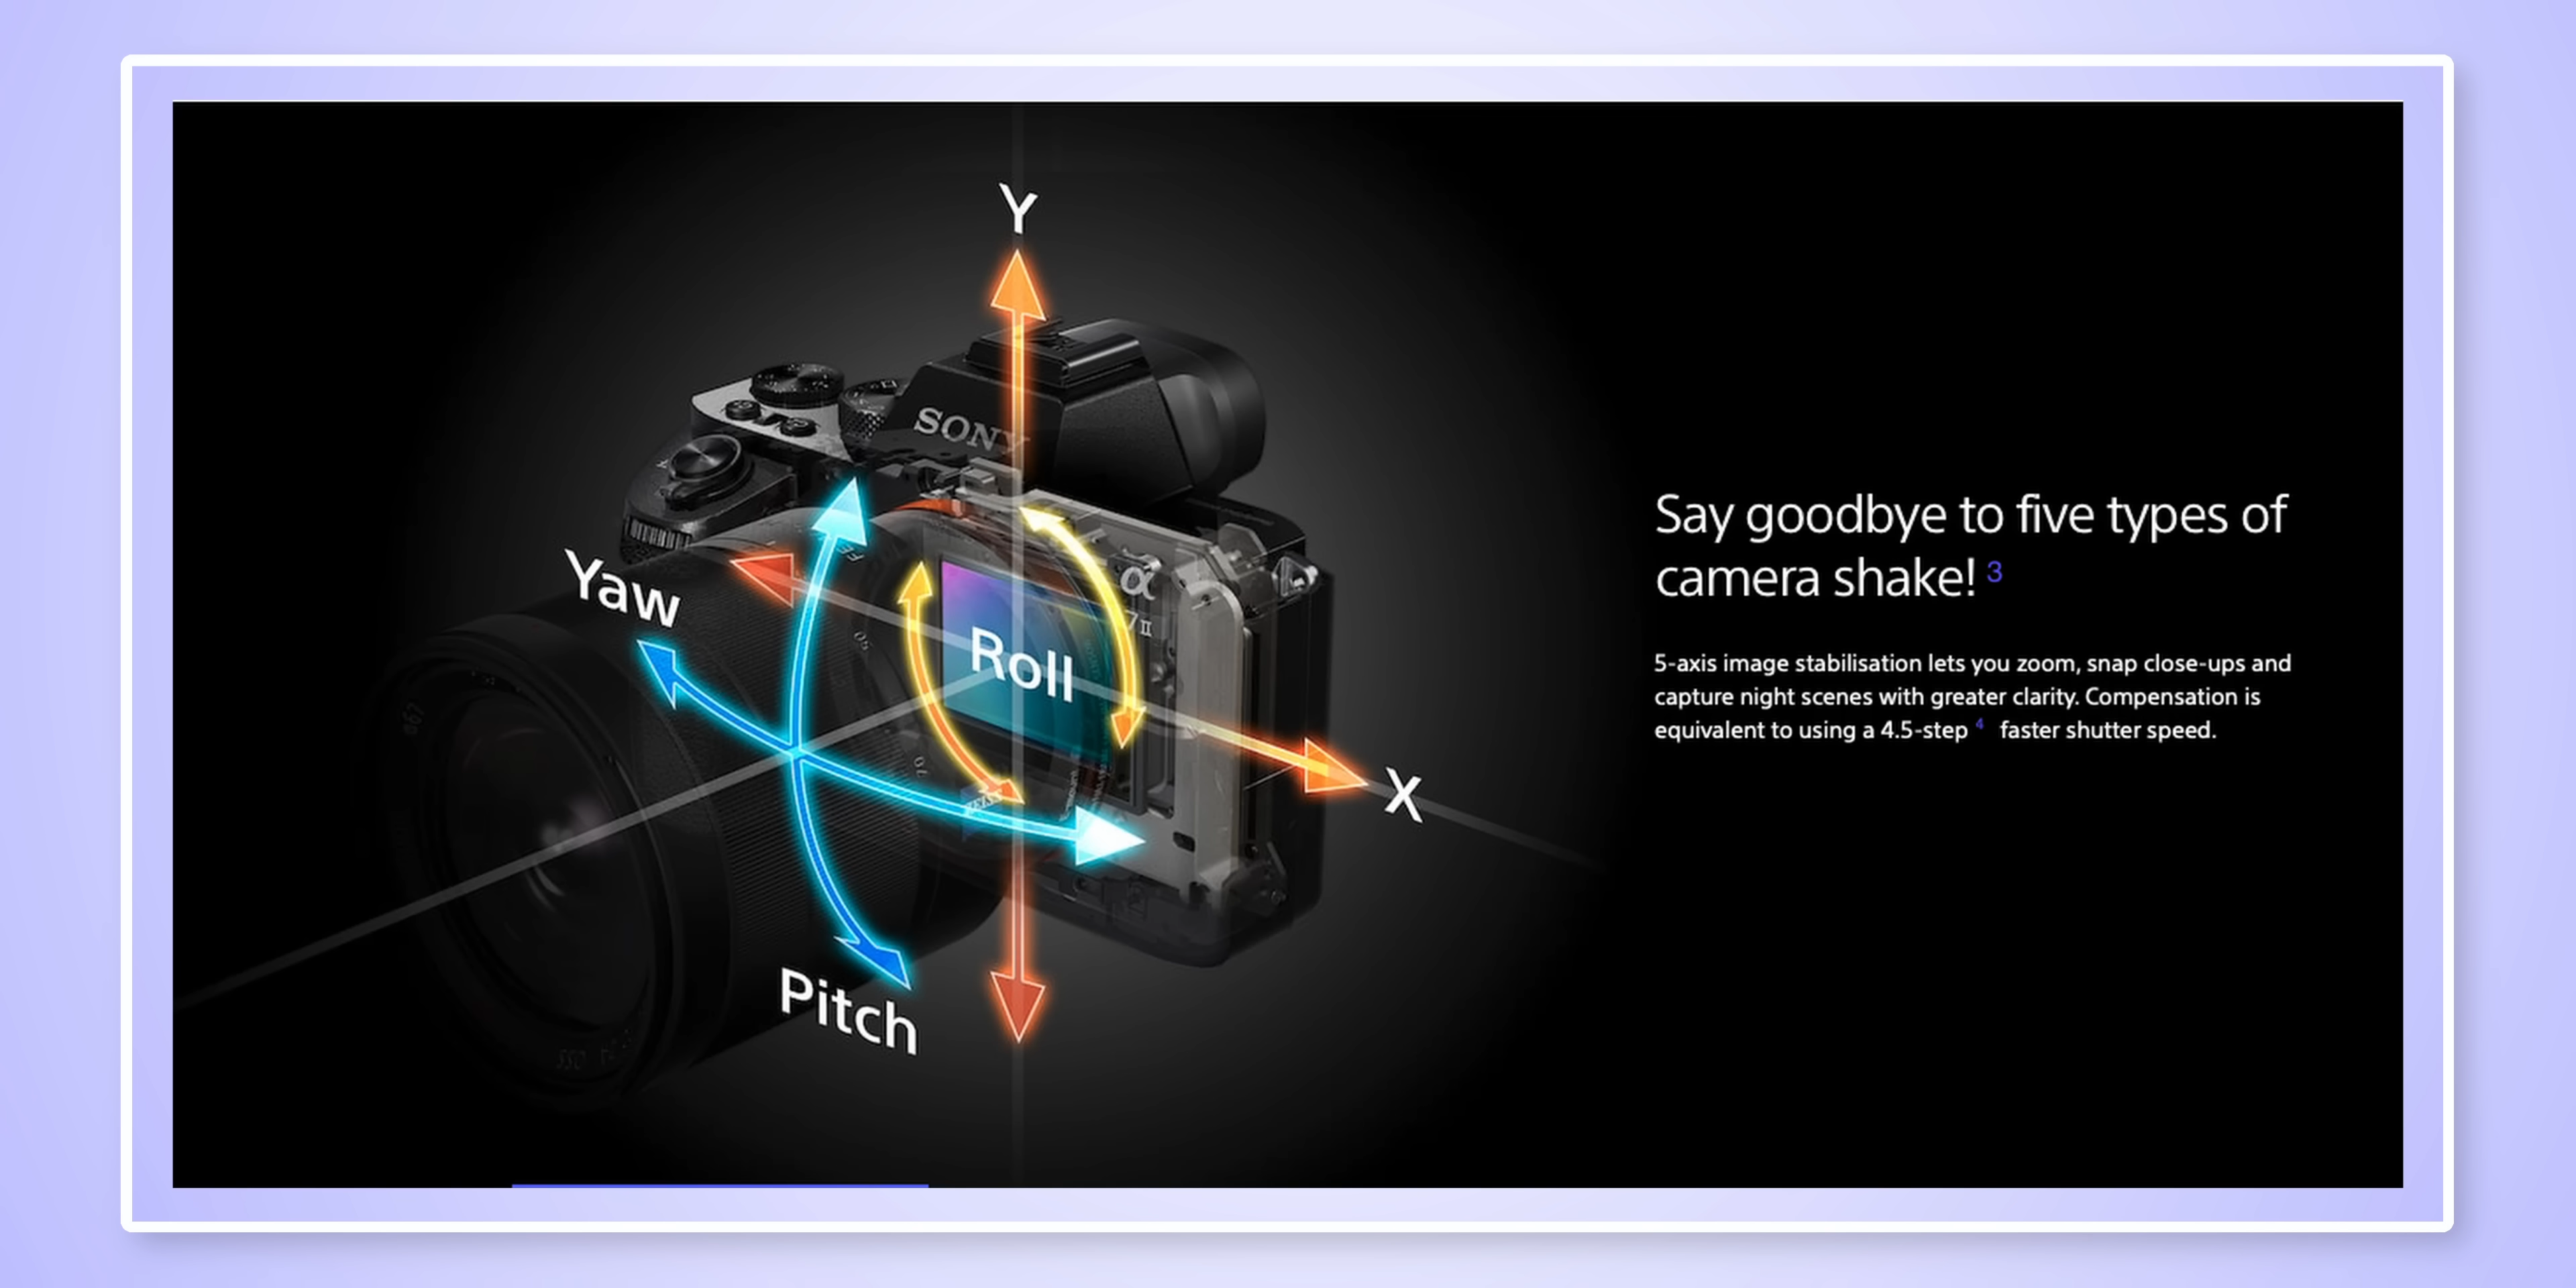 Y
SONY
α
7II
Yaw
Roll
X
Pitch
Say goodbye to five types of
camera shake! 3
5-axis image stabilisation lets you zoom, snap close-ups and
capture night scenes with greater clarity. Compensation is
equivalent to using a 4.5-step 4 faster shutter speed.